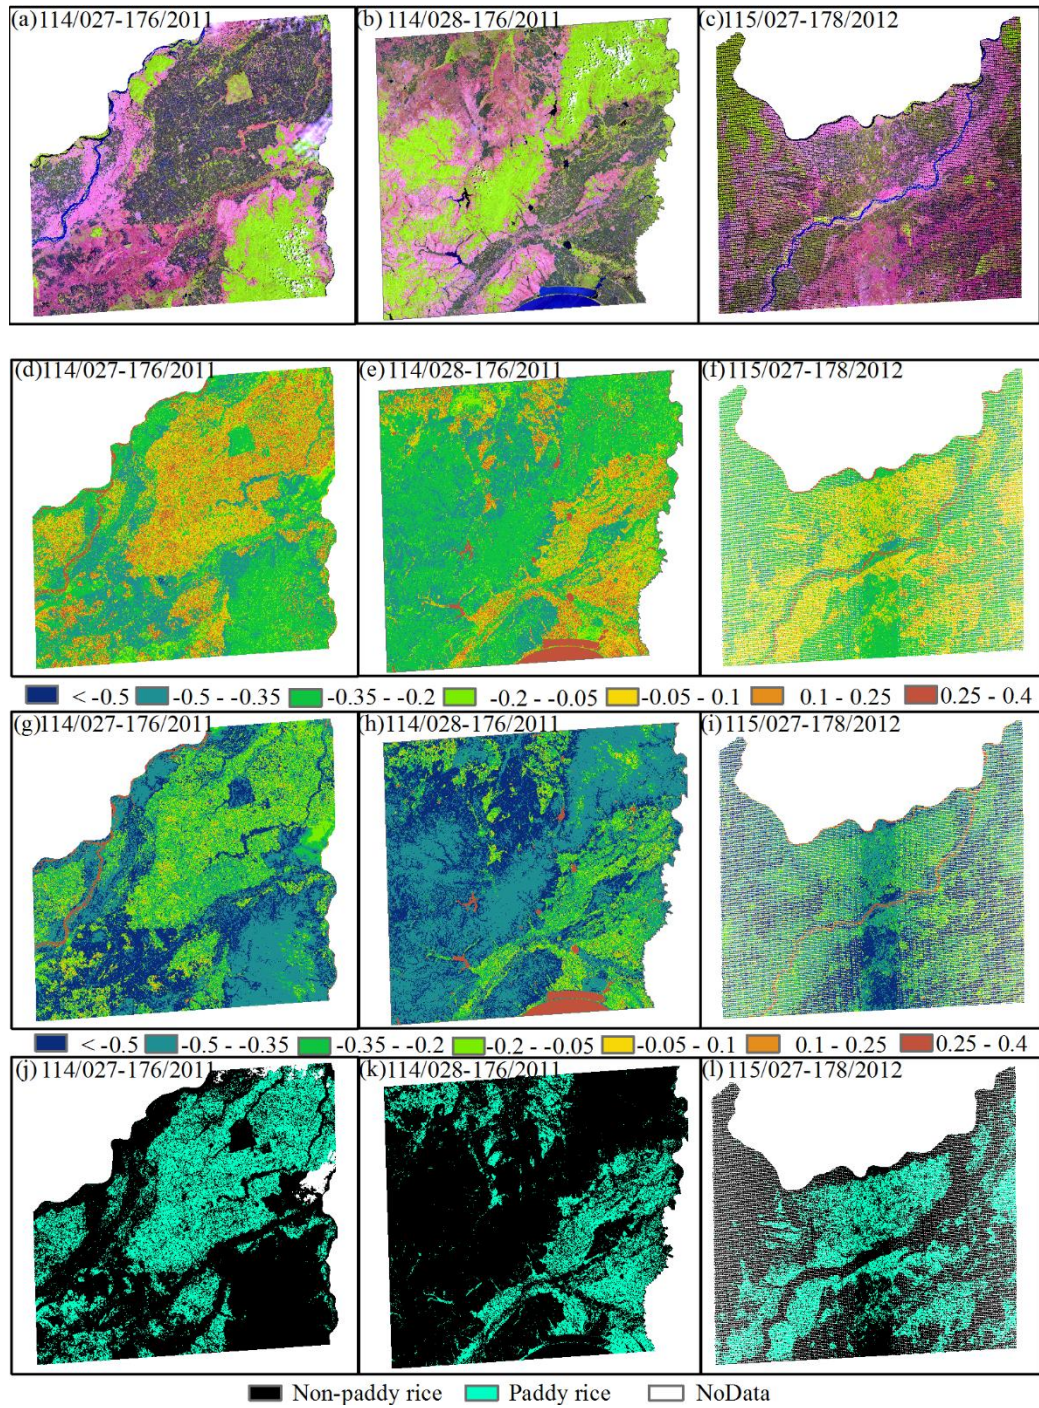 (a)114/027-176/2011 (b)114/028-176/2011 (c)115/027-178/2012
(d)114/027-176/2011 (e)114/028-176/2011 (f)115/027-178/2012
< -0.5 -0.5 - -0.35 -0.35 - -0.2 -0.2 - -0.05 -0.05 - 0.1 0.1 - 0.25 0.25 - 0.4
(g)114/027-176/2011 (h)114/028-176/2011 (i)115/027-178/2012
< -0.5 -0.5 - -0.35 -0.35 - -0.2 -0.2 - -0.05 -0.05 - 0.1 0.1 - 0.25 0.25 - 0.4
(j)114/027-176/2011 (k)114/028-176/2011 (l)115/027-178/2012
Non-paddy rice Paddy rice NoData